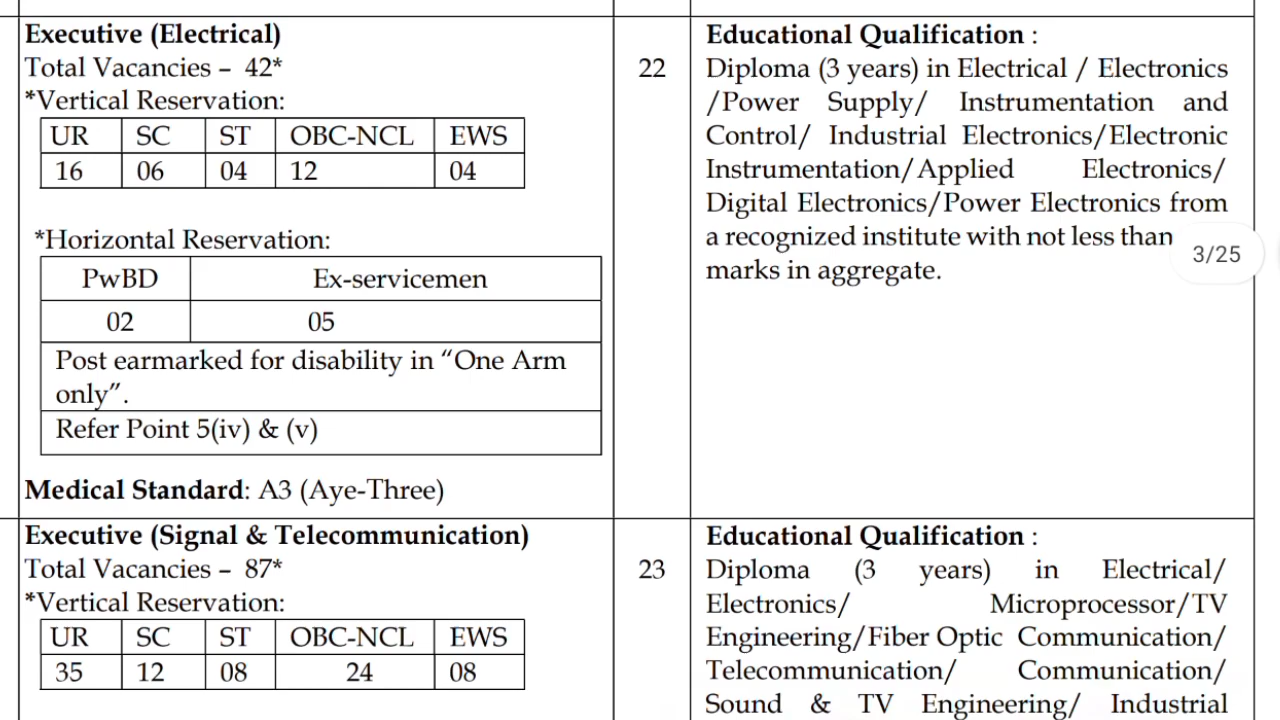 Executive (Electrical)
Total Vacancies – 42*
*Vertical Reservation:
UR SC ST OBC-NCL EWS
16 06 04 12 04
*Horizontal Reservation:
PwBD Ex-servicemen
02 05
Post earmarked for disability in “One Arm
only”.
Refer Point 5(iv) & (v)
Medical Standard: A3 (Aye-Three)
22
Educational Qualification :
Diploma (3 years) in Electrical / Electronics
/Power Supply/ Instrumentation and
Control/ Industrial Electronics/Electronic
Instrumentation/Applied Electronics/
Digital Electronics/Power Electronics from
a recognized institute with not less than
marks in aggregate.
3/25
Executive (Signal & Telecommunication)
Total Vacancies – 87*
*Vertical Reservation:
UR SC ST OBC-NCL EWS
35 12 08 24 08
23
Educational Qualification :
Diploma (3 years) in Electrical/
Electronics/ Microprocessor/TV
Engineering/Fiber Optic Communication/
Telecommunication/ Communication/
Sound & TV Engineering/ Industrial